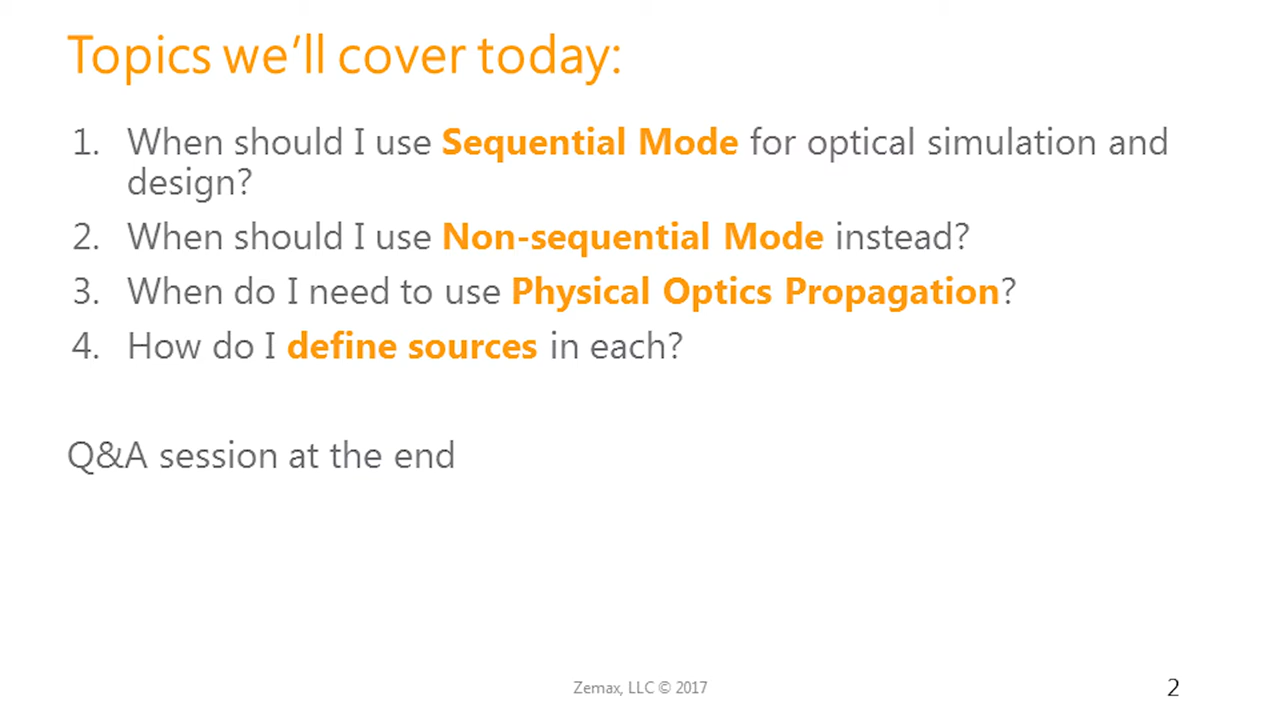 Topics we'll cover today:
1. When should I use Sequential Mode for optical simulation and
design?
2. When should I use Non-sequential Mode instead?
3. When do I need to use Physical Optics Propagation?
4. How do I define sources in each?
Q&A session at the end
Zemax, LLC © 2017
2